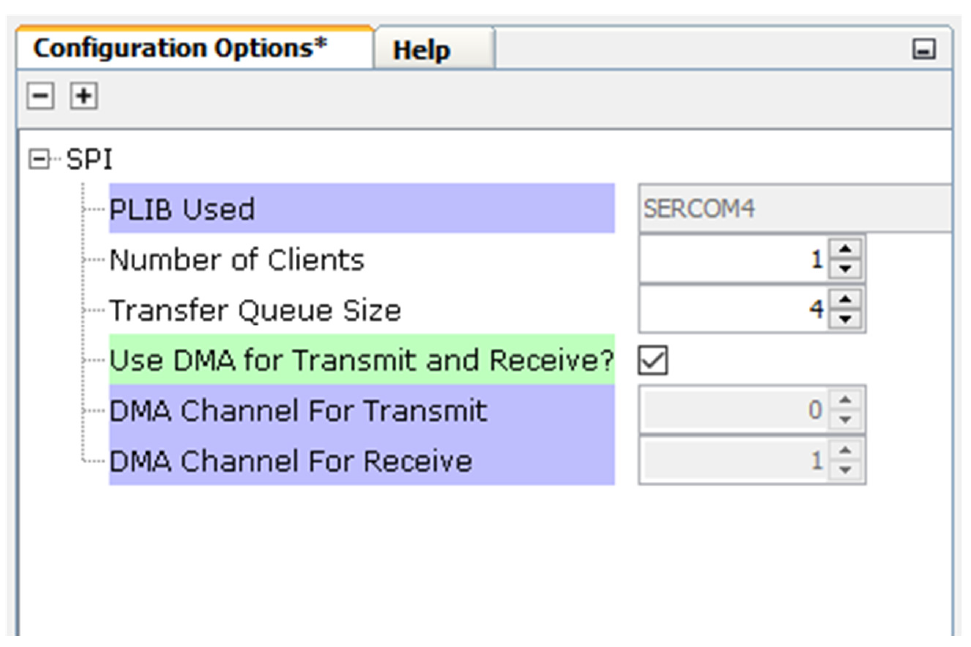 Configuration Options* Help
SPI
PLIB Used SERCOM4
Number of Clients 1
Transfer Queue Size 4
Use DMA for Transmit and Receive?
DMA Channel For Transmit 0
DMA Channel For Receive 1